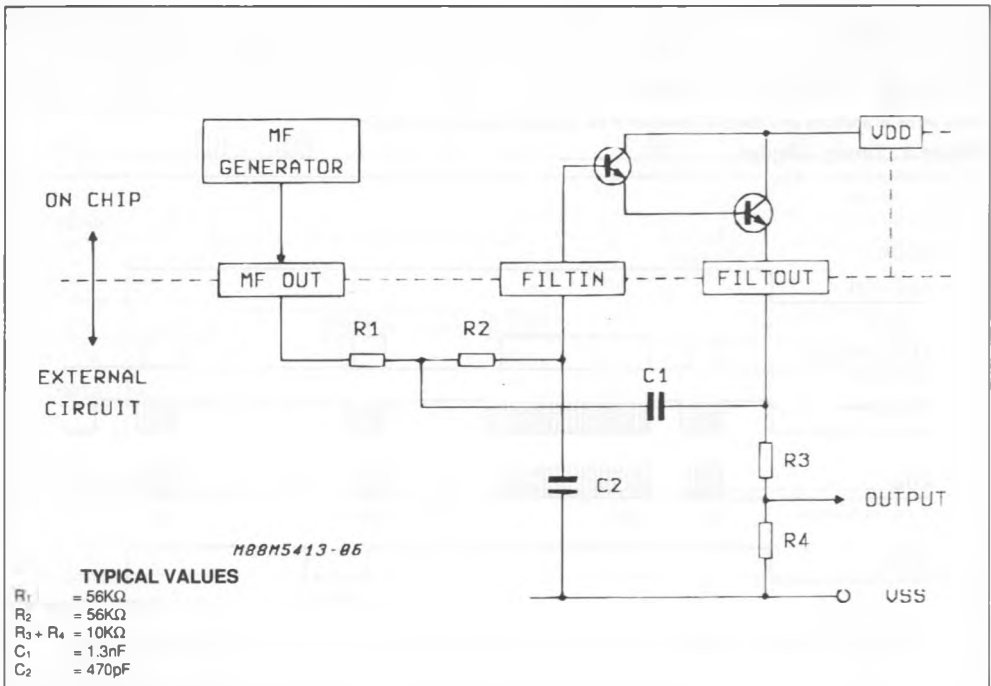 MF
GENERATOR
VDD
ON CHIP
MF OUT
FILTIN
FILTOUT
R1
R2
C1
EXTERNAL
CIRCUIT
R3
C2
OUTPUT
R4
M88M5413-06
VSS
TYPICAL VALUES
R1 = 56KΩ
R2 = 56KΩ
R3 + R4 = 10KΩ
C1 = 1.3nF
C2 = 470pF